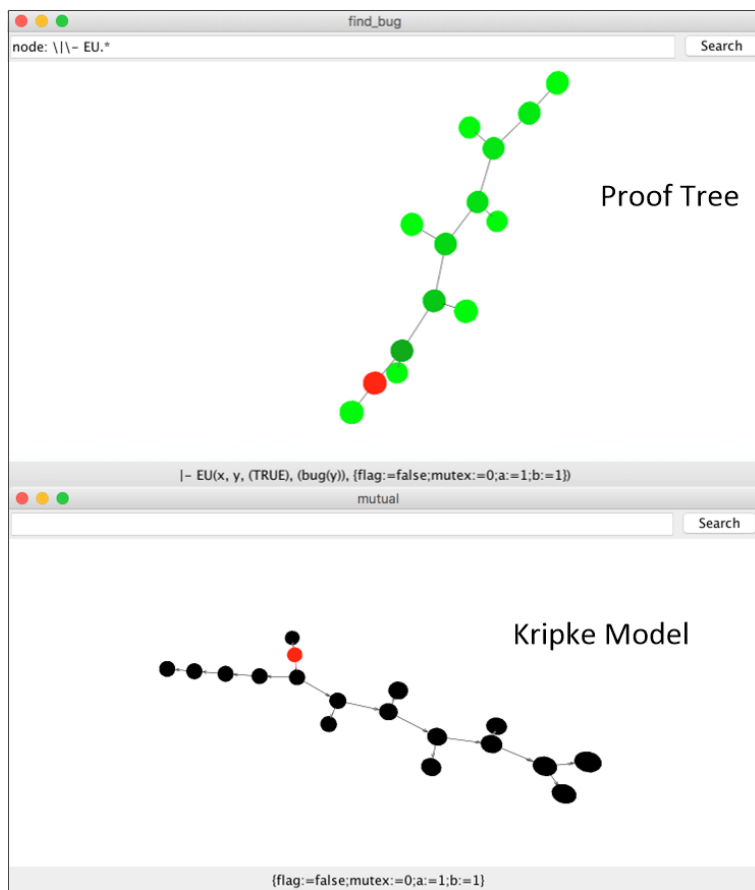 find_bug
node: \|\- EU.*
Search
Proof Tree
|- EU(x, y, (TRUE), (bug(y)), {flag:=false;mutex:=0;a:=1;b:=1})
mutual
Search
Kripke Model
{flag:=false;mutex:=0;a:=1;b:=1}